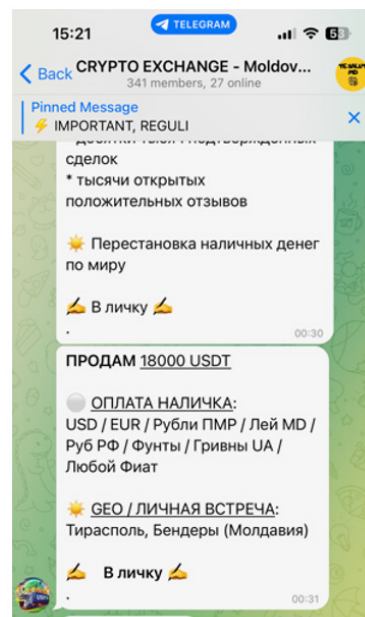 15:21
TELEGRAM
53
Back
CRYPTO EXCHANGE - Moldov...
341 members, 27 online
Pinned Message
⚡ IMPORTANT, REGULI
сделок
* тысячи открытых
положительных отзывов
☀️ Перестановка наличных денег
по миру
✍️ В личку ✍️
.
00:30
ПРОДАМ 18000 USDT
⚪ ОПЛАТА НАЛИЧКА:
USD / EUR / Рубли ПМР / Лей MD /
Руб РФ / Фунты / Гривны UA /
Любой Фиат
☀️ GEO / ЛИЧНАЯ ВСТРЕЧА:
Тирасполь, Бендеры (Молдавия)
✍️ В личку ✍️
.
00:31